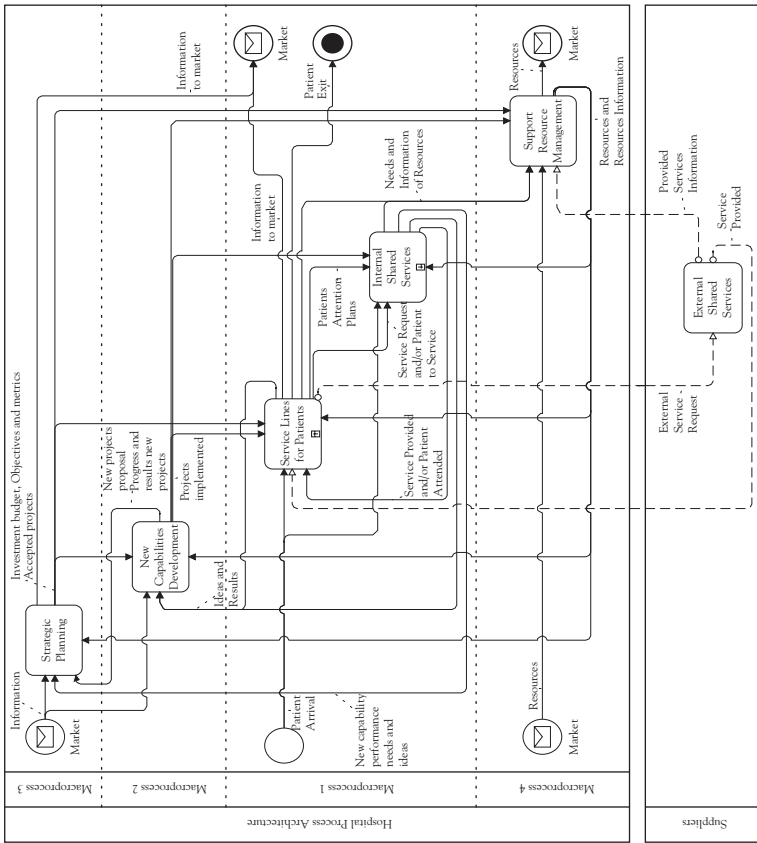 Hospital Process Architecture
Macroprocess 3
Macroprocess 2
Macroprocess 1
Macroprocess 4
Suppliers
Market
Information
Strategic
Planning
Investment budget, Objectives and metrics
Accepted projects
Information
to market
Market
New
Capabilities
Development
New projects
proposal
Progress and
results new
projects
Projects
implemented
Ideas and
Results
Patient
Arrival
New capability
performance
needs and
ideas
Service Lines
for Patients
Information
to market
Patient
Exit
Patients
Attention
Plans
Internal
Shared
Services
Service Request
and/or Patient
to Service
Service Provided
and/or Patient
Attended
Needs and
Information
of Resources
Market
Resources
Support
Resource
Management
Resources
Market
Resources and
Resources Information
External
Service
Request
External
Shared
Services
Provided
Services
Information
Service
Provided